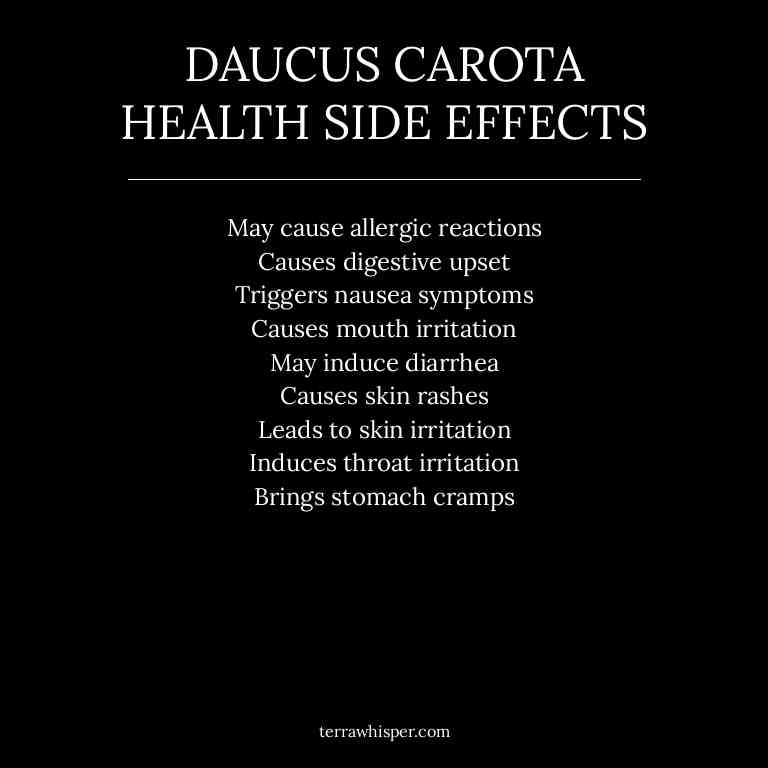 DAUCUS CAROTA
HEALTH SIDE EFFECTS
May cause allergic reactions
Causes digestive upset
Triggers nausea symptoms
Causes mouth irritation
May induce diarrhea
Causes skin rashes
Leads to skin irritation
Induces throat irritation
Brings stomach cramps
terrawhisper.com